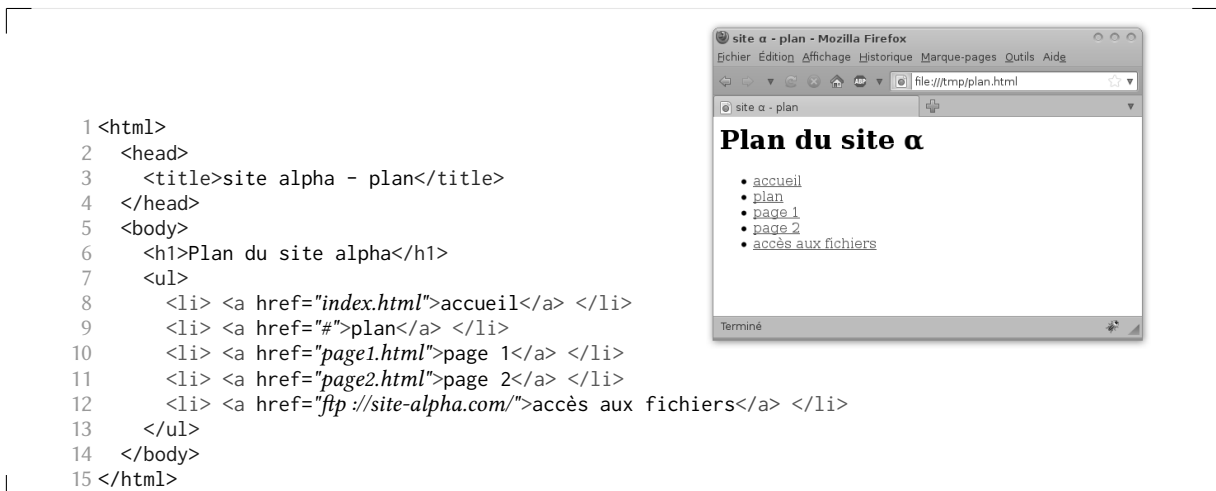 site α - plan - Mozilla Firefox
Fichier Édition Affichage Historique Marque-pages Outils Aide
ABP file:///tmp/plan.html
site α - plan
Plan du site α
• accueil
• plan
• page 1
• page 2
• accès aux fichiers
Terminé
1 <html>
2 <head>
3 <title>site alpha - plan</title>
4 </head>
5 <body>
6 <h1>Plan du site alpha</h1>
7 <ul>
8 <li> <a href="index.html">accueil</a> </li>
9 <li> <a href="#">plan</a> </li>
10 <li> <a href="page1.html">page 1</a> </li>
11 <li> <a href="page2.html">page 2</a> </li>
12 <li> <a href="ftp ://site-alpha.com/">accès aux fichiers</a> </li>
13 </ul>
14 </body>
15 </html>